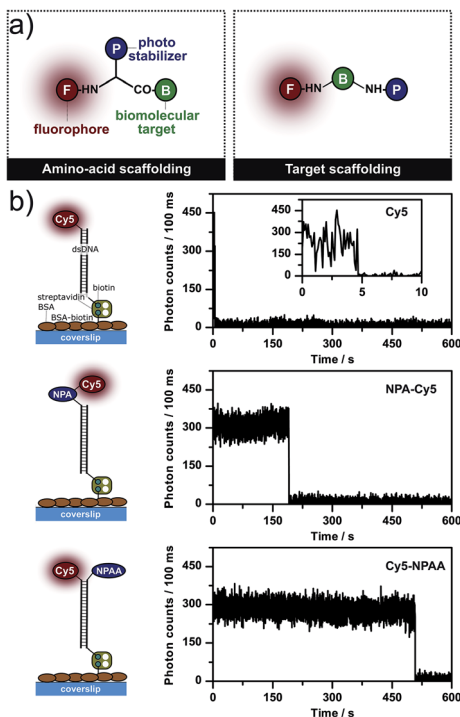 a)
P
photo
stabilizer
F
HN
CO
B
fluorophore
biomolecular
target
Amino-acid scaffolding
B
F
HN
NH
P
Target scaffolding
b)
Cy5
dsDNA
biotin
streptavidin
BSA
BSA-biotin
coverslip
Photon counts / 100 ms
450
300
150
0
Cy5
450
300
150
0
0 5 10
0 150 300 450 600
Time / s
NPA
Cy5
coverslip
Photon counts / 100 ms
450
300
150
0
NPA-Cy5
0 150 300 450 600
Time / s
Cy5
NPAA
coverslip
Photon counts / 100 ms
450
300
150
0
Cy5-NPAA
0 150 300 450 600
Time / s